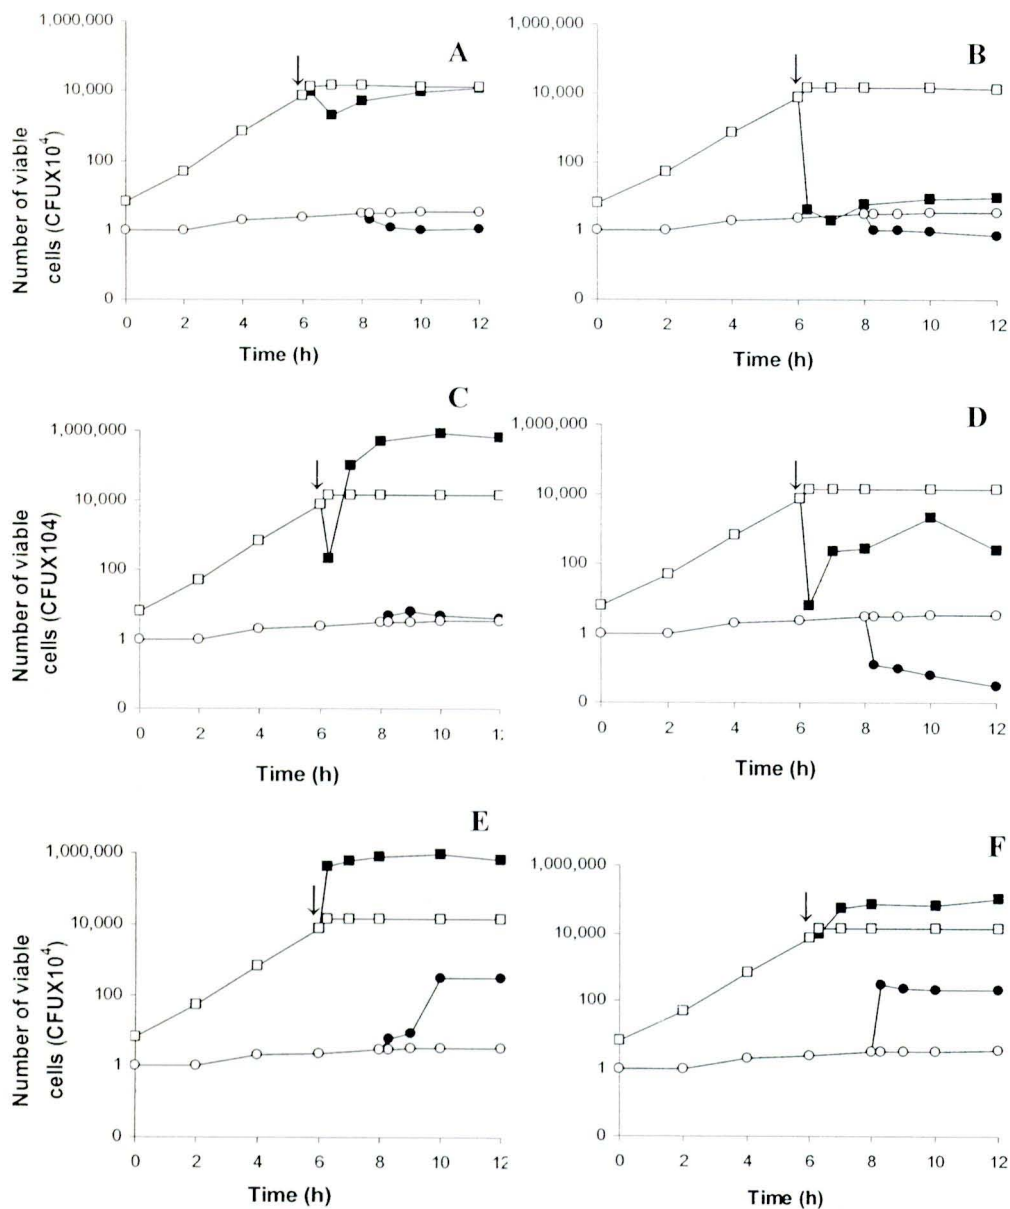 A
1,000,000
10,000
100
1
0
Number of viable
cells (CFUX10⁴)
0 2 4 6 8 10 12
Time (h)
B
1,000,000
10,000
100
1
0
0 2 4 6 8 10 12
Time (h)
C
1,000,000
10,000
100
1
0
Number of viable
cells (CFUX104)
0 2 4 6 8 10 12
Time (h)
D
1,000,000
10,000
100
1
0
0 2 4 6 8 10 12
Time (h)
E
1,000,000
10,000
100
1
0
Number of viable
cells (CFUX10⁴)
0 2 4 6 8 10 12
Time (h)
F
1,000,000
10,000
100
1
0
0 2 4 6 8 10 12
Time (h)